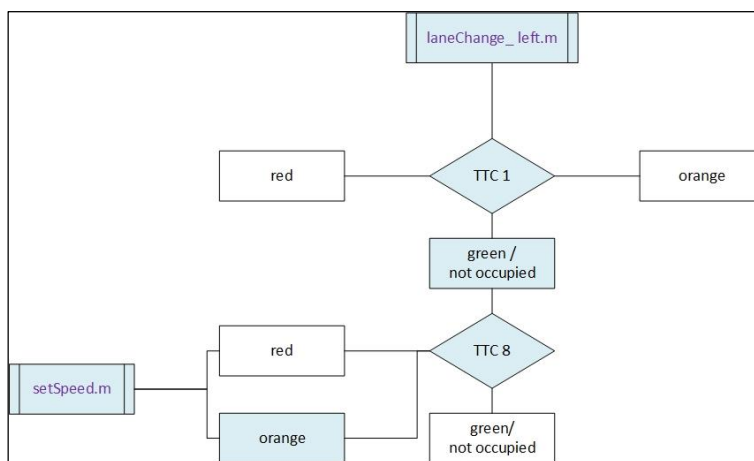 laneChange_ left.m
red
TTC 1
orange
green /
not occupied
red
TTC 8
setSpeed.m
orange
green/
not occupied